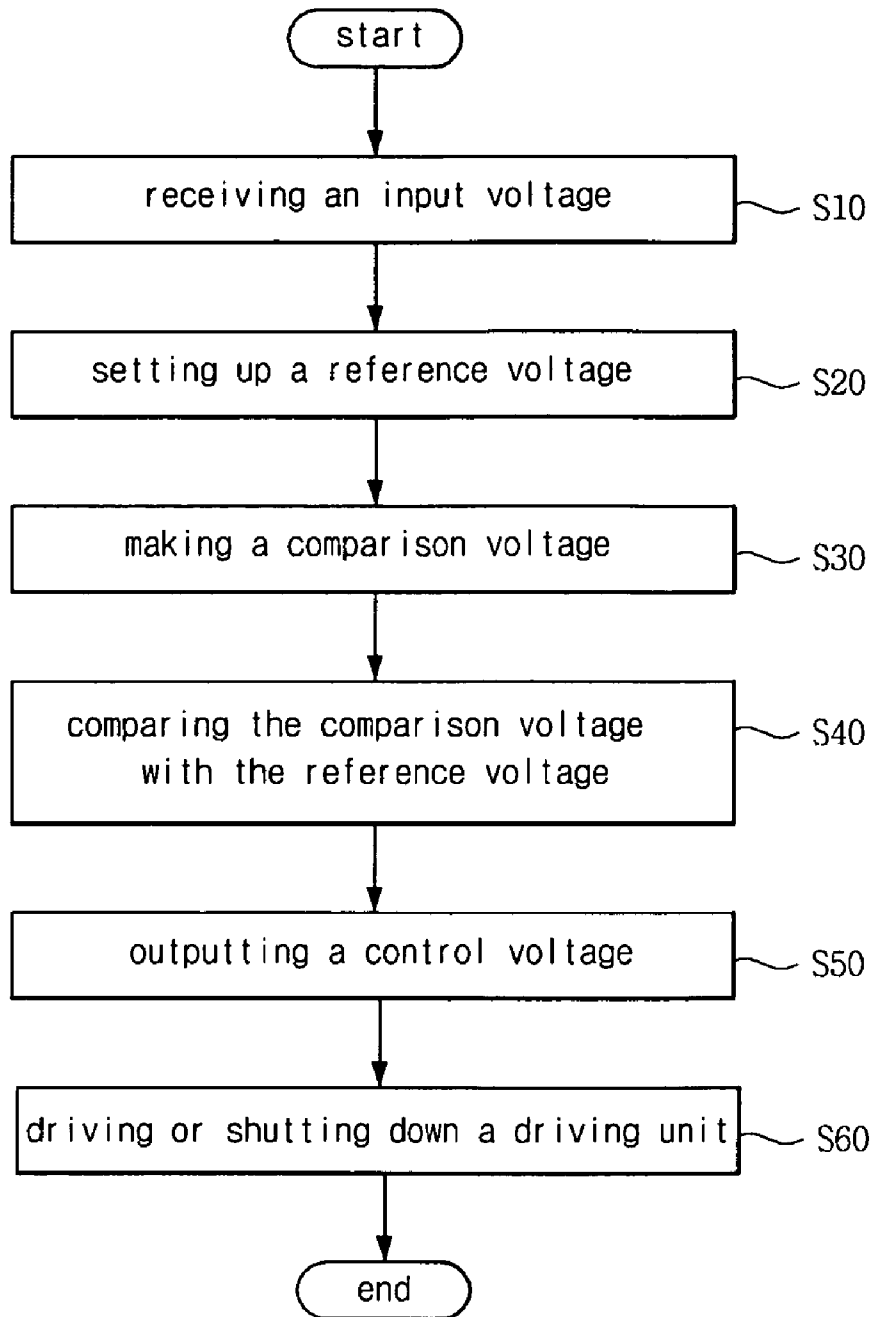 start
receiving an input voltage
S10
setting up a reference voltage
S20
making a comparison voltage
S30
comparing the comparison voltage
with the reference voltage
S40
outputting a control voltage
S50
driving or shutting down a driving unit
S60
end